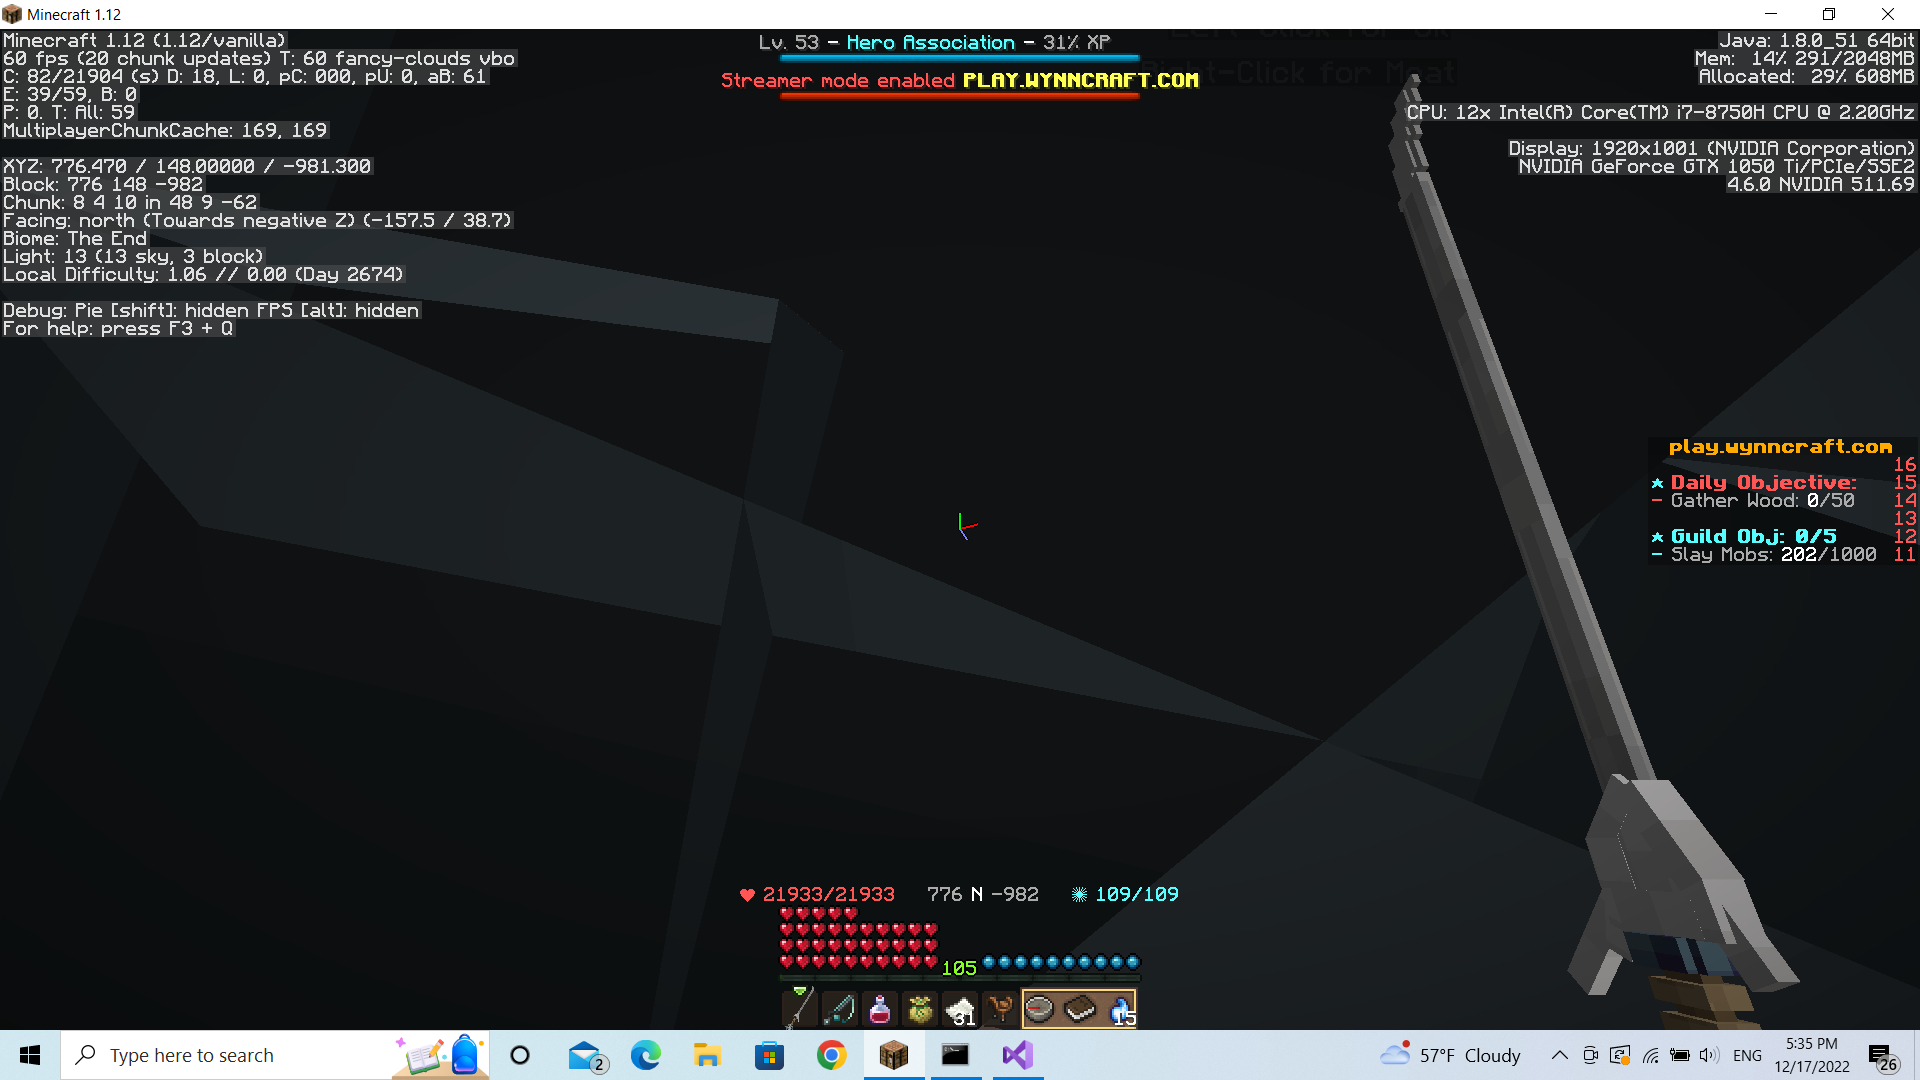 Minecraft 1.12
Minecraft 1.12 (1.12/vanilla)
60 fps (20 chunk updates) T: 60 fancy-clouds vbo
C: 82/21904 (s) D: 18, L: 0, pC: 000, pU: 0, aB: 61
E: 39/59, B: 0
P: 0. T: All: 59
MultiplayerChunkCache: 169, 169
XYZ: 776.470 / 148.00000 / -981.300
Block: 776 148 -982
Chunk: 8 4 10 in 48 9 -62
Facing: north (Towards negative Z) (-157.5 / 38.7)
Biome: The End
Light: 13 (13 sky, 3 block)
Local Difficulty: 1.06 // 0.00 (Day 2674)
Debug: Pie [shift]: hidden FPS [alt]: hidden
For help: press F3 + Q
Lv. 53 - Hero Association - 31% XP
Streamer mode enabled PLAY.WYNNCRAFT.COM
Right-Click for Meat
Java: 1.8.0_51 64bit
Mem: 14% 291/2048MB
Allocated: 29% 608MB
CPU: 12x Intel(R) Core(TM) i7-8750H CPU @ 2.20GHz
Display: 1920x1001 (NVIDIA Corporation)
NVIDIA GeForce GTX 1050 Ti/PCIe/SSE2
4.6.0 NVIDIA 511.69
play.wynncraft.com
16
★ Daily Objective: 15
- Gather Wood: 0/50 14
13
★ Guild Obj: 0/5 12
- Slay Mobs: 202/1000 11
21933/21933 776 N -982 109/109
105
31 15
Type here to search
2
57°F Cloudy
ENG
5:35 PM
12/17/2022
26